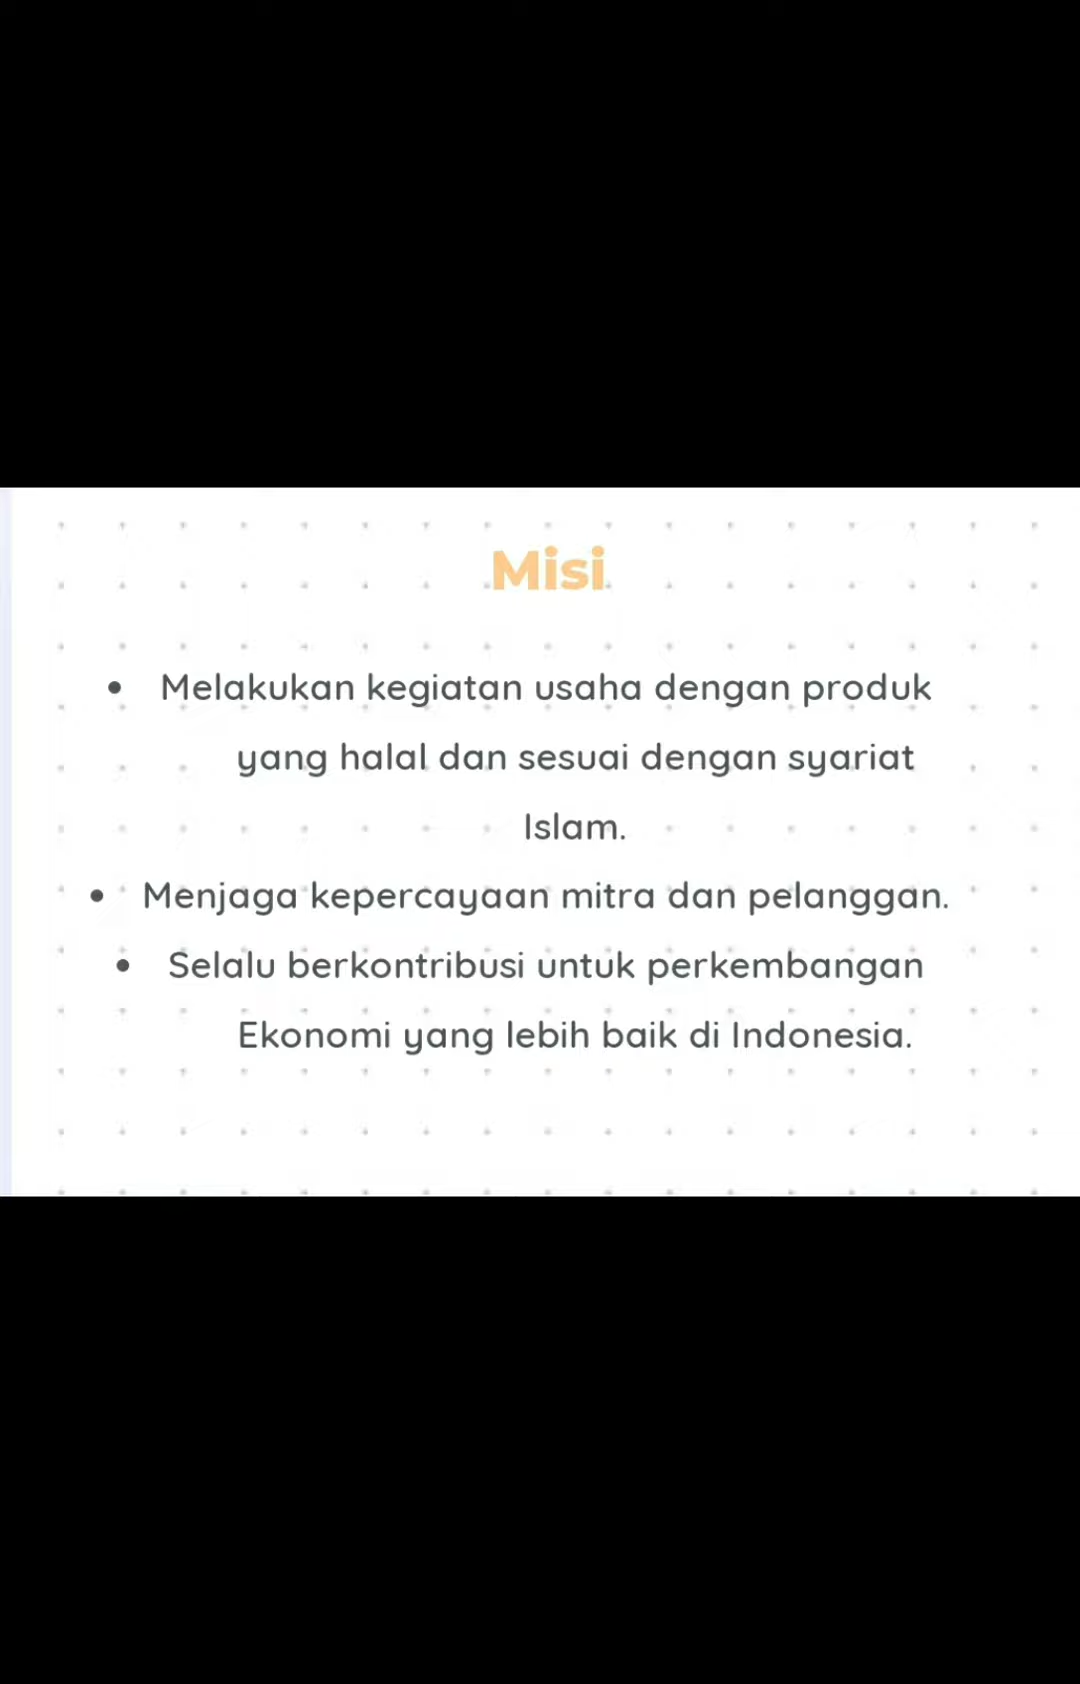 Misi
• Melakukan kegiatan usaha dengan produk
yang halal dan sesuai dengan syariat
Islam.
• Menjaga kepercayaan mitra dan pelanggan.
• Selalu berkontribusi untuk perkembangan
Ekonomi yang lebih baik di Indonesia.